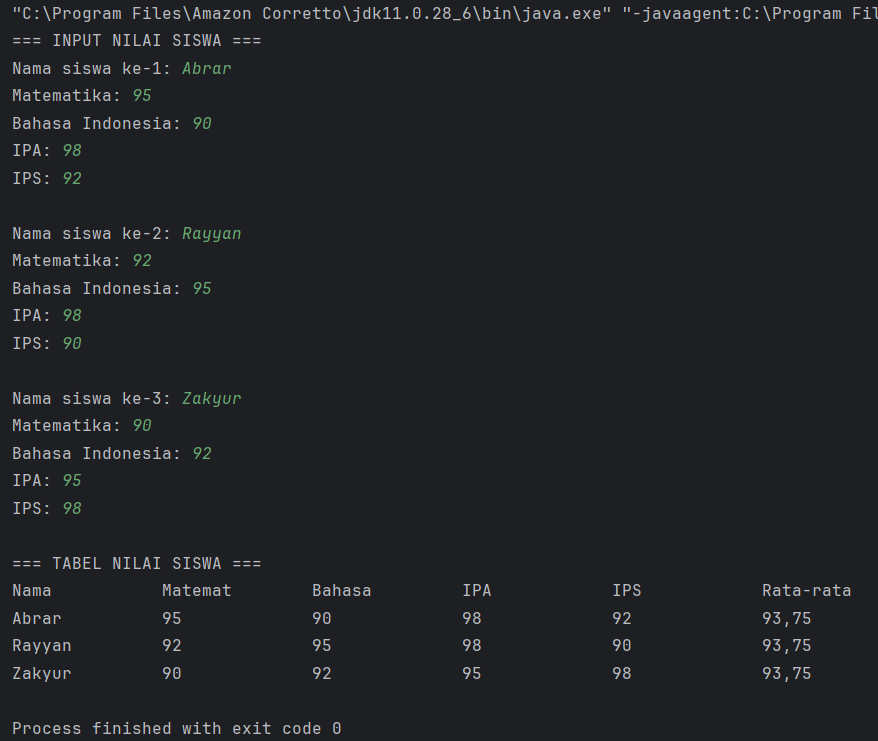 "C:\Program Files\Amazon Corretto\jdk11.0.28_6\bin\java.exe" "-javaagent:C:\Program Fil
=== INPUT NILAI SISWA ===
Nama siswa ke-1: Abrar
Matematika: 95
Bahasa Indonesia: 90
IPA: 98
IPS: 92
Nama siswa ke-2: Rayyan
Matematika: 92
Bahasa Indonesia: 95
IPA: 98
IPS: 90
Nama siswa ke-3: Zakyur
Matematika: 90
Bahasa Indonesia: 92
IPA: 95
IPS: 98
=== TABEL NILAI SISWA ===
Nama Matemat Bahasa IPA IPS Rata-rata
Abrar 95 90 98 92 93,75
Rayyan 92 95 98 90 93,75
Zakyur 90 92 95 98 93,75
Process finished with exit code 0